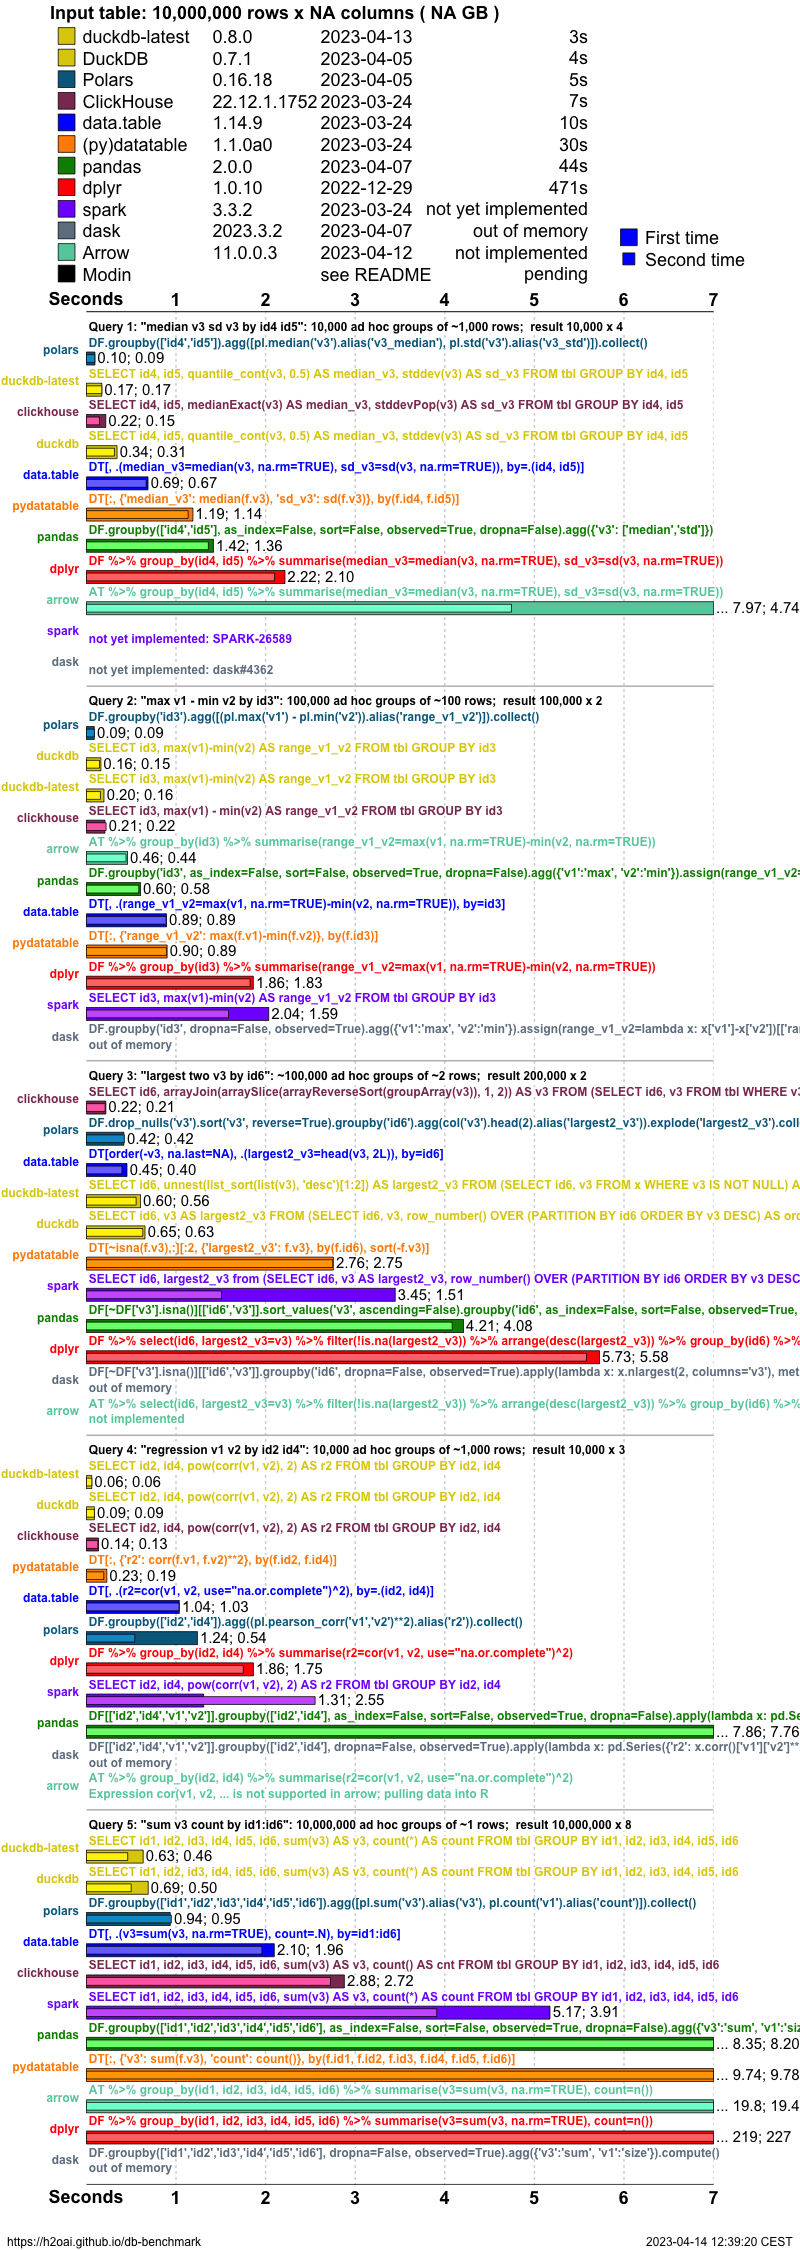 Input table: 10,000,000 rows x NA columns ( NA GB )
duckdb-latest 0.8.0 2023-04-13 3s
DuckDB 0.7.1 2023-04-05 4s
Polars 0.16.18 2023-04-05 5s
ClickHouse 22.12.1.1752 2023-03-24 7s
data.table 1.14.9 2023-03-24 10s
(py)datatable 1.1.0a0 2023-03-24 30s
pandas 2.0.0 2023-04-07 44s
dplyr 1.0.10 2022-12-29 471s
spark 3.3.2 2023-03-24 not yet implemented
dask 2023.3.2 2023-04-07 out of memory
Arrow 11.0.0.3 2023-04-12 not implemented
Modin see README pending
First time
Second time
Seconds 1 2 3 4 5 6 7
Query 1: "median v3 sd v3 by id4 id5": 10,000 ad hoc groups of ~1,000 rows; result 10,000 x 4
DF.groupby(['id4','id5']).agg([pl.median('v3').alias('v3_median'), pl.std('v3').alias('v3_std')]).collect()
polars 0.10; 0.09
SELECT id4, id5, quantile_cont(v3, 0.5) AS median_v3, stddev(v3) AS sd_v3 FROM tbl GROUP BY id4, id5
duckdb-latest 0.17; 0.17
SELECT id4, id5, medianExact(v3) AS median_v3, stddevPop(v3) AS sd_v3 FROM tbl GROUP BY id4, id5
clickhouse 0.22; 0.15
SELECT id4, id5, quantile_cont(v3, 0.5) AS median_v3, stddev(v3) AS sd_v3 FROM tbl GROUP BY id4, id5
duckdb 0.34; 0.31
DT[, .(median_v3=median(v3, na.rm=TRUE), sd_v3=sd(v3, na.rm=TRUE)), by=.(id4, id5)]
data.table 0.69; 0.67
DT[:, {'median_v3': median(f.v3), 'sd_v3': sd(f.v3)}, by(f.id4, f.id5)]
pydatatable 1.19; 1.14
DF.groupby(['id4','id5'], as_index=False, sort=False, observed=True, dropna=False).agg({'v3': ['median','std']})
pandas 1.42; 1.36
DF %>% group_by(id4, id5) %>% summarise(median_v3=median(v3, na.rm=TRUE), sd_v3=sd(v3, na.rm=TRUE))
dplyr 2.22; 2.10
AT %>% group_by(id4, id5) %>% summarise(median_v3=median(v3, na.rm=TRUE), sd_v3=sd(v3, na.rm=TRUE))
arrow ... 7.97; 4.74
spark not yet implemented: SPARK-26589
dask not yet implemented: dask#4362
Query 2: "max v1 - min v2 by id3": 100,000 ad hoc groups of ~100 rows; result 100,000 x 2
DF.groupby('id3').agg([(pl.max('v1') - pl.min('v2')).alias('range_v1_v2')]).collect()
polars 0.09; 0.09
SELECT id3, max(v1)-min(v2) AS range_v1_v2 FROM tbl GROUP BY id3
duckdb 0.16; 0.15
SELECT id3, max(v1)-min(v2) AS range_v1_v2 FROM tbl GROUP BY id3
duckdb-latest 0.20; 0.16
SELECT id3, max(v1) - min(v2) AS range_v1_v2 FROM tbl GROUP BY id3
clickhouse 0.21; 0.22
AT %>% group_by(id3) %>% summarise(range_v1_v2=max(v1, na.rm=TRUE)-min(v2, na.rm=TRUE))
arrow 0.46; 0.44
DF.groupby('id3', as_index=False, sort=False, observed=True, dropna=False).agg({'v1':'max', 'v2':'min'}).assign(range_v1_v2=
pandas 0.60; 0.58
DT[, .(range_v1_v2=max(v1, na.rm=TRUE)-min(v2, na.rm=TRUE)), by=id3]
data.table 0.89; 0.89
DT[:, {'range_v1_v2': max(f.v1)-min(f.v2)}, by(f.id3)]
pydatatable 0.90; 0.89
DF %>% group_by(id3) %>% summarise(range_v1_v2=max(v1, na.rm=TRUE)-min(v2, na.rm=TRUE))
dplyr 1.86; 1.83
SELECT id3, max(v1)-min(v2) AS range_v1_v2 FROM tbl GROUP BY id3
spark 2.04; 1.59
DF.groupby('id3', dropna=False, observed=True).agg({'v1':'max', 'v2':'min'}).assign(range_v1_v2=lambda x: x['v1']-x['v2'])[['ra
dask out of memory
Query 3: "largest two v3 by id6": ~100,000 ad hoc groups of ~2 rows; result 200,000 x 2
SELECT id6, arrayJoin(arraySlice(arrayReverseSort(groupArray(v3)), 1, 2)) AS v3 FROM (SELECT id6, v3 FROM tbl WHERE v3
clickhouse 0.22; 0.21
DF.drop_nulls('v3').sort('v3', reverse=True).groupby('id6').agg(col('v3').head(2).alias('largest2_v3')).explode('largest2_v3').coll
polars 0.42; 0.42
DT[order(-v3, na.last=NA), .(largest2_v3=head(v3, 2L)), by=id6]
data.table 0.45; 0.40
SELECT id6, unnest(list_sort(list(v3), 'desc')[1:2]) AS largest2_v3 FROM (SELECT id6, v3 FROM x WHERE v3 IS NOT NULL) A
duckdb-latest 0.60; 0.56
SELECT id6, v3 AS largest2_v3 FROM (SELECT id6, v3, row_number() OVER (PARTITION BY id6 ORDER BY v3 DESC) AS ord
duckdb 0.65; 0.63
DT[~isna(f.v3),:][:2, {'largest2_v3': f.v3}, by(f.id6), sort(-f.v3)]
pydatatable 2.76; 2.75
SELECT id6, largest2_v3 from (SELECT id6, v3 AS largest2_v3, row_number() OVER (PARTITION BY id6 ORDER BY v3 DESC
spark 3.45; 1.51
DF[~DF['v3'].isna()][['id6','v3']].sort_values('v3', ascending=False).groupby('id6', as_index=False, sort=False, observed=True,
pandas 4.21; 4.08
DF %>% select(id6, largest2_v3=v3) %>% filter(!is.na(largest2_v3)) %>% arrange(desc(largest2_v3)) %>% group_by(id6) %>%
dplyr 5.73; 5.58
DF[~DF['v3'].isna()][['id6','v3']].groupby('id6', dropna=False, observed=True).apply(lambda x: x.nlargest(2, columns='v3'), met
dask out of memory
AT %>% select(id6, largest2_v3=v3) %>% filter(!is.na(largest2_v3)) %>% arrange(desc(largest2_v3)) %>% group_by(id6) %>%
arrow not implemented
Query 4: "regression v1 v2 by id2 id4": 10,000 ad hoc groups of ~1,000 rows; result 10,000 x 3
SELECT id2, id4, pow(corr(v1, v2), 2) AS r2 FROM tbl GROUP BY id2, id4
duckdb-latest 0.06; 0.06
SELECT id2, id4, pow(corr(v1, v2), 2) AS r2 FROM tbl GROUP BY id2, id4
duckdb 0.09; 0.09
SELECT id2, id4, pow(corr(v1, v2), 2) AS r2 FROM tbl GROUP BY id2, id4
clickhouse 0.14; 0.13
DT[:, {'r2': corr(f.v1, f.v2)**2}, by(f.id2, f.id4)]
pydatatable 0.23; 0.19
DT[, .(r2=cor(v1, v2, use="na.or.complete")^2), by=.(id2, id4)]
data.table 1.04; 1.03
DF.groupby(['id2','id4']).agg((pl.pearson_corr('v1','v2')**2).alias('r2')).collect()
polars 1.24; 0.54
DF %>% group_by(id2, id4) %>% summarise(r2=cor(v1, v2, use="na.or.complete")^2)
dplyr 1.86; 1.75
SELECT id2, id4, pow(corr(v1, v2), 2) AS r2 FROM tbl GROUP BY id2, id4
spark 1.31; 2.55
DF[['id2','id4','v1','v2']].groupby(['id2','id4'], as_index=False, sort=False, observed=True, dropna=False).apply(lambda x: pd.Se
pandas ... 7.86; 7.76
DF[['id2','id4','v1','v2']].groupby(['id2','id4'], dropna=False, observed=True).apply(lambda x: pd.Series({'r2': x.corr()['v1']['v2']**
dask out of memory
AT %>% group_by(id2, id4) %>% summarise(r2=cor(v1, v2, use="na.or.complete")^2)
arrow Expression cor(v1, v2, ... is not supported in arrow; pulling data into R
Query 5: "sum v3 count by id1:id6": 10,000,000 ad hoc groups of ~1 rows; result 10,000,000 x 8
SELECT id1, id2, id3, id4, id5, id6, sum(v3) AS v3, count(*) AS count FROM tbl GROUP BY id1, id2, id3, id4, id5, id6
duckdb-latest 0.63; 0.46
SELECT id1, id2, id3, id4, id5, id6, sum(v3) AS v3, count(*) AS count FROM tbl GROUP BY id1, id2, id3, id4, id5, id6
duckdb 0.69; 0.50
DF.groupby(['id1','id2','id3','id4','id5','id6']).agg([pl.sum('v3').alias('v3'), pl.count('v1').alias('count')]).collect()
polars 0.94; 0.95
DT[, .(v3=sum(v3, na.rm=TRUE), count=.N), by=id1:id6]
data.table 2.10; 1.96
SELECT id1, id2, id3, id4, id5, id6, sum(v3) AS v3, count() AS cnt FROM tbl GROUP BY id1, id2, id3, id4, id5, id6
clickhouse 2.88; 2.72
SELECT id1, id2, id3, id4, id5, id6, sum(v3) AS v3, count(*) AS count FROM tbl GROUP BY id1, id2, id3, id4, id5, id6
spark 5.17; 3.91
DF.groupby(['id1','id2','id3','id4','id5','id6'], as_index=False, sort=False, observed=True, dropna=False).agg({'v3':'sum', 'v1':'siz
pandas ... 8.35; 8.20
DT[:, {'v3': sum(f.v3), 'count': count()}, by(f.id1, f.id2, f.id3, f.id4, f.id5, f.id6)]
pydatatable ... 9.74; 9.78
AT %>% group_by(id1, id2, id3, id4, id5, id6) %>% summarise(v3=sum(v3, na.rm=TRUE), count=n())
arrow ... 19.8; 19.4
DF %>% group_by(id1, id2, id3, id4, id5, id6) %>% summarise(v3=sum(v3, na.rm=TRUE), count=n())
dplyr ... 219; 227
DF.groupby(['id1','id2','id3','id4','id5','id6'], dropna=False, observed=True).agg({'v3':'sum', 'v1':'size'}).compute()
dask out of memory
Seconds 1 2 3 4 5 6 7
https://h2oai.github.io/db-benchmark 2023-04-14 12:39:20 CEST